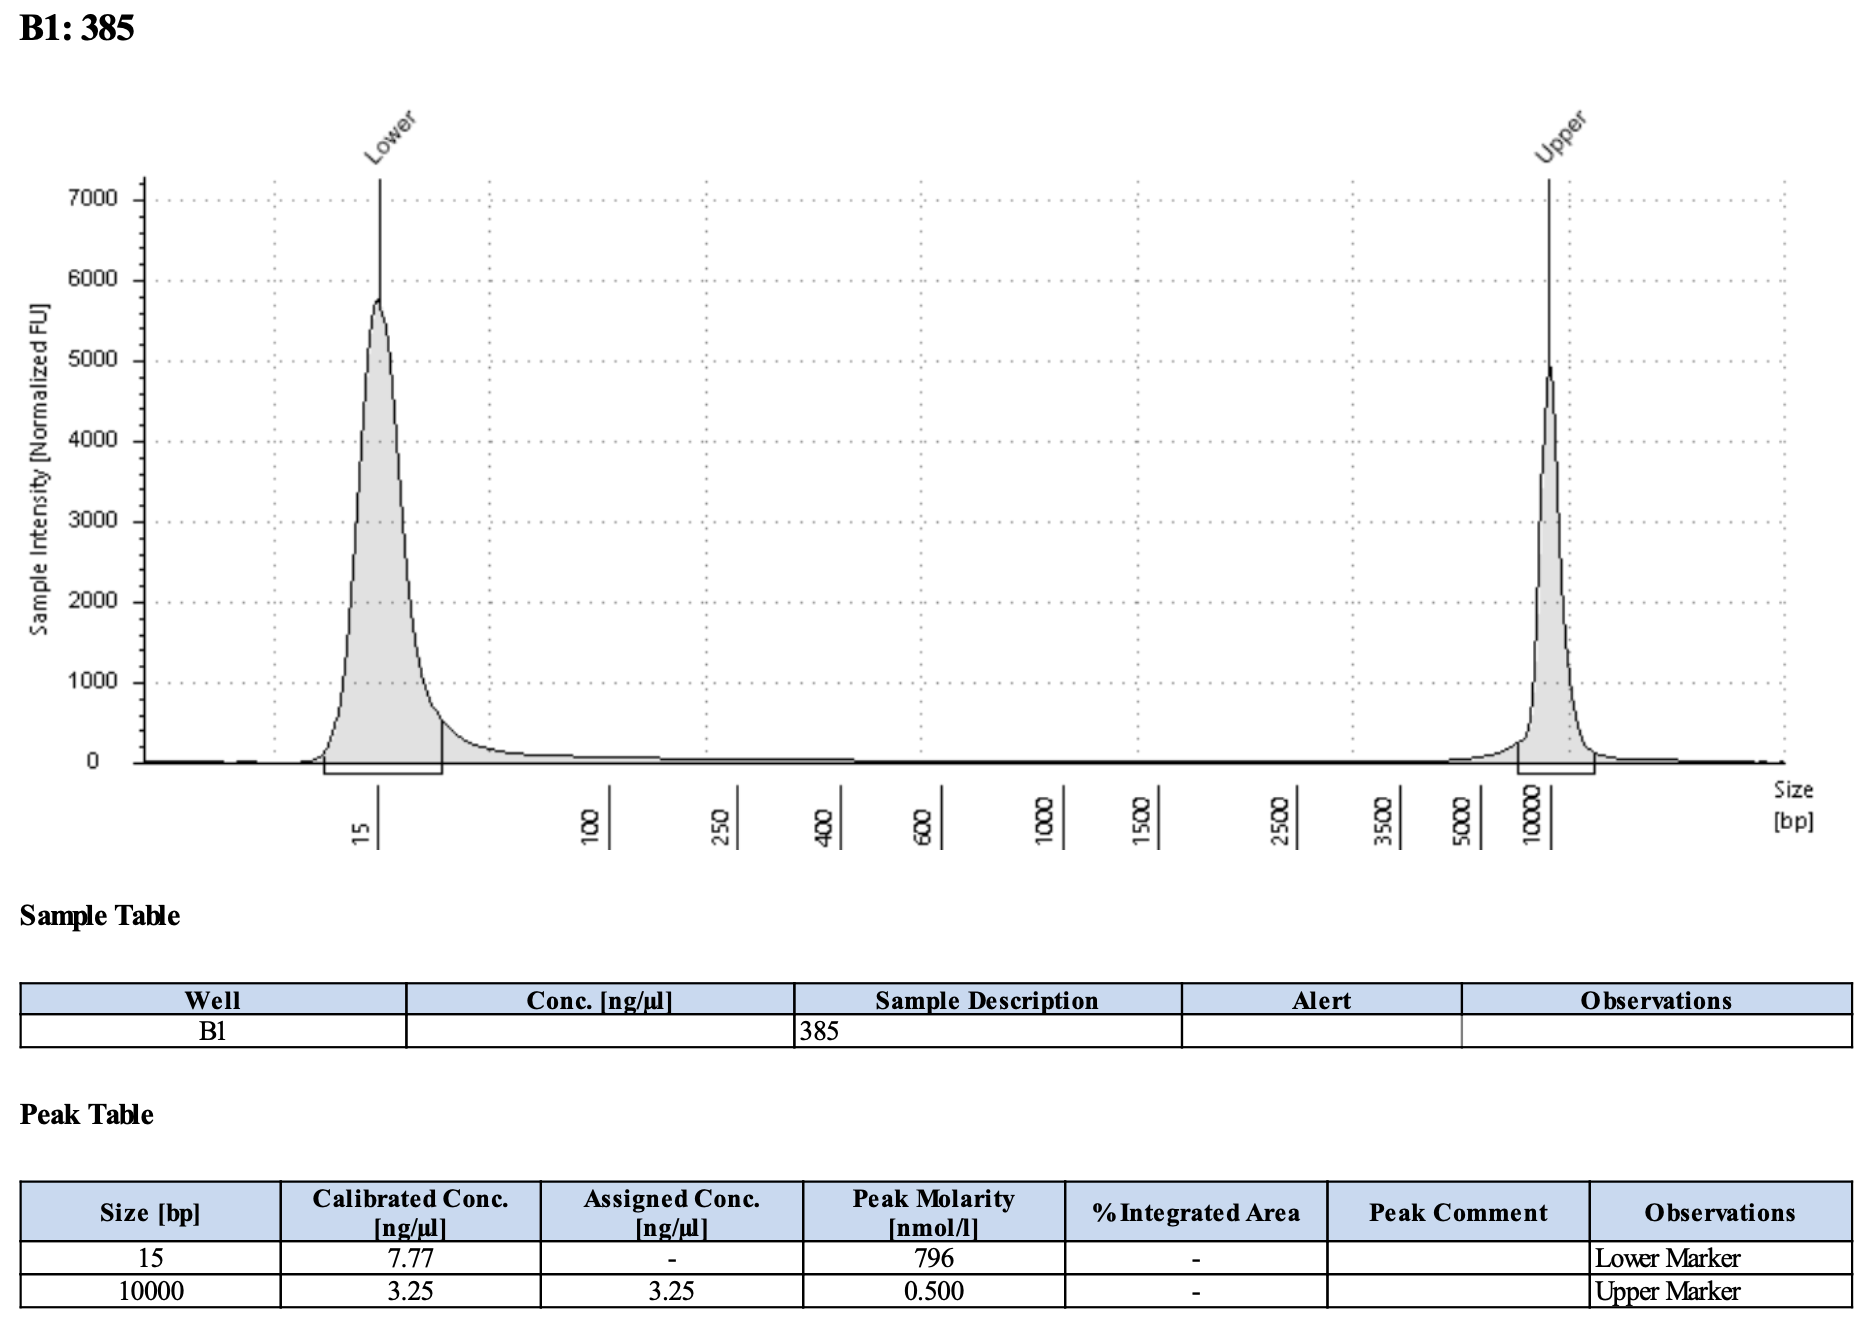 B1: 385
Lower
Upper
7000
6000
5000
4000
3000
2000
1000
0
Sample Intensity [Normalized FU]
15
100
250
400
600
1000
1500
2500
3500
5000
10000
Size
[bp]
Sample Table
Well Conc. [ng/µl] Sample Description Alert Observations
B1 385
Peak Table
Size [bp] Calibrated Conc. [ng/µl] Assigned Conc. [ng/µl] Peak Molarity [nmol/l] % Integrated Area Peak Comment Observations
15 7.77 - 796 - Lower Marker
10000 3.25 3.25 0.500 - Upper Marker